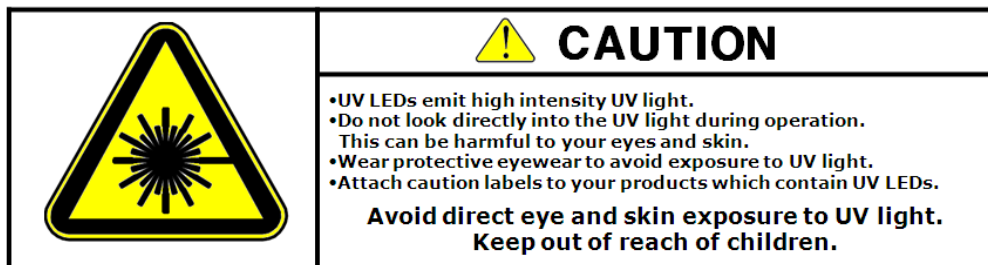 CAUTION
•UV LEDs emit high intensity UV light.
•Do not look directly into the UV light during operation.
This can be harmful to your eyes and skin.
•Wear protective eyewear to avoid exposure to UV light.
•Attach caution labels to your products which contain UV LEDs.
Avoid direct eye and skin exposure to UV light.
Keep out of reach of children.